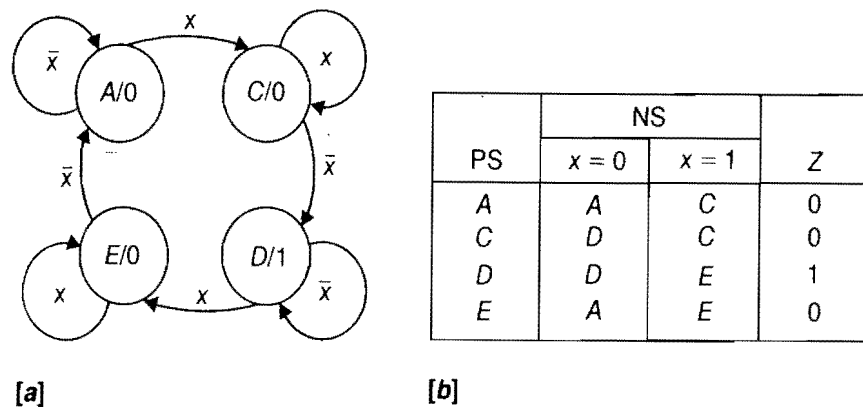 x
x̄
A/0
C/0
x
x̄
x̄
E/0
D/1
x
x
x̄
[a]
NS
PS
x = 0
x = 1
Z
A A C 0
C D C 0
D D E 1
E A E 0
[b]